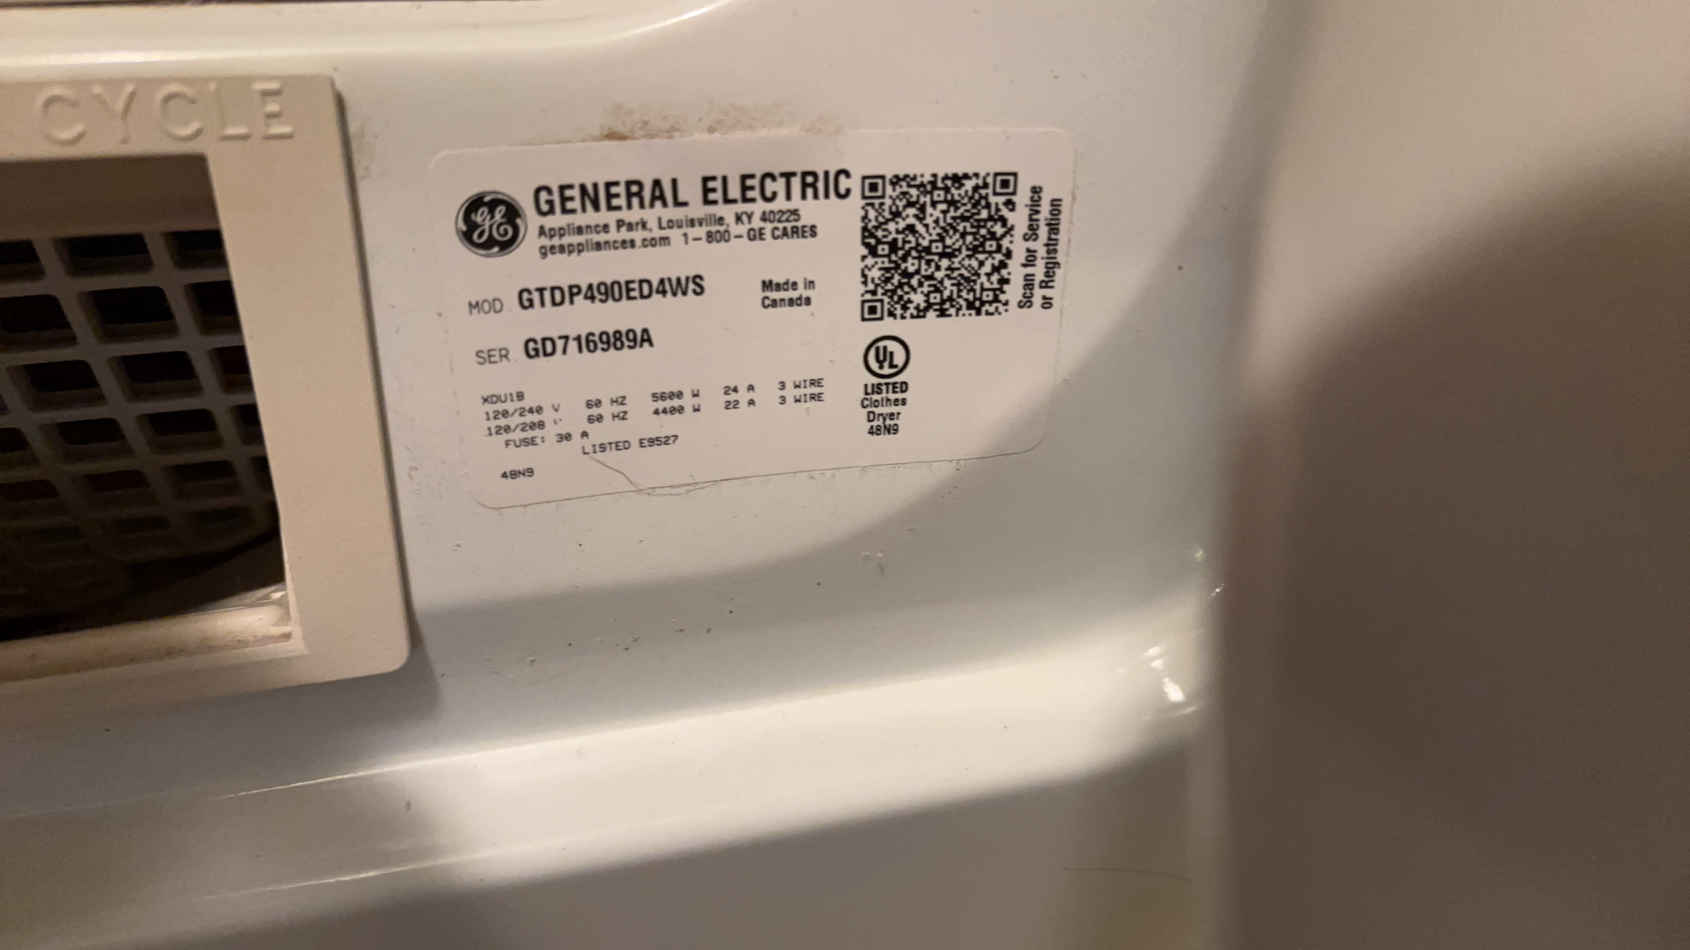 CYCLE
GE
GENERAL ELECTRIC
Appliance Park, Louisville, KY 40225
geappliances.com 1-800-GE CARES
MOD GTDP490ED4WS
Made in
Canada
SER GD716989A
XDU1B
120/240 V 60 HZ 5600 W 24 A 3 WIRE
120/208 V 60 HZ 4400 W 22 A 3 WIRE
FUSE: 30 A
LISTED E9527
48N9
Scan for Service
or Registration
UL
LISTED
Clothes
Dryer
48N9